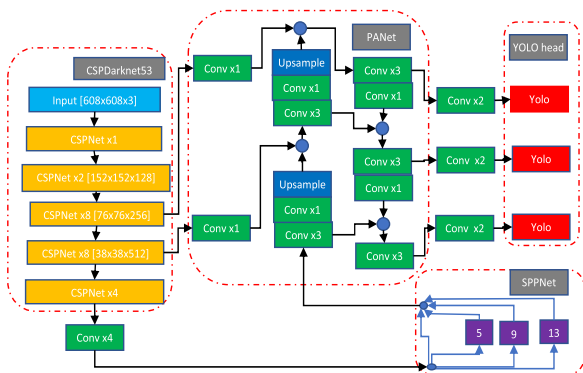 CSPDarknet53
Input [608x608x3]
CSPNet x1
CSPNet x2 [152x152x128]
CSPNet x8 [76x76x256]
CSPNet x8 [38x38x512]
CSPNet x4
Conv x4
PANet
Conv x1
Conv x1
Upsample
Conv x1
Conv x3
Upsample
Conv x1
Conv x3
Conv x3
Conv x1
Conv x3
Conv x1
Conv x3
Conv x2
Conv x2
Conv x2
YOLO head
Yolo
Yolo
Yolo
SPPNet
5
9
13